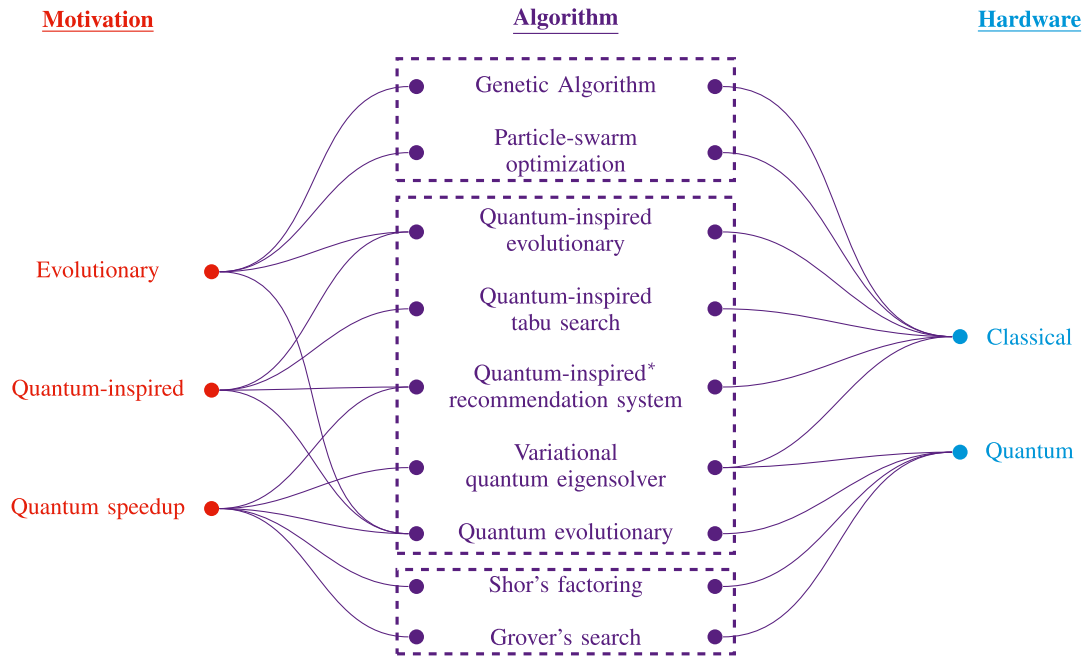 Motivation
Algorithm
Hardware
Genetic Algorithm
Particle-swarm
optimization
Quantum-inspired
evolutionary
Evolutionary
Quantum-inspired
tabu search
Classical
Quantum-inspired
Quantum-inspired*
recommendation system
Variational
quantum eigensolver
Quantum
Quantum speedup
Quantum evolutionary
Shor's factoring
Grover's search